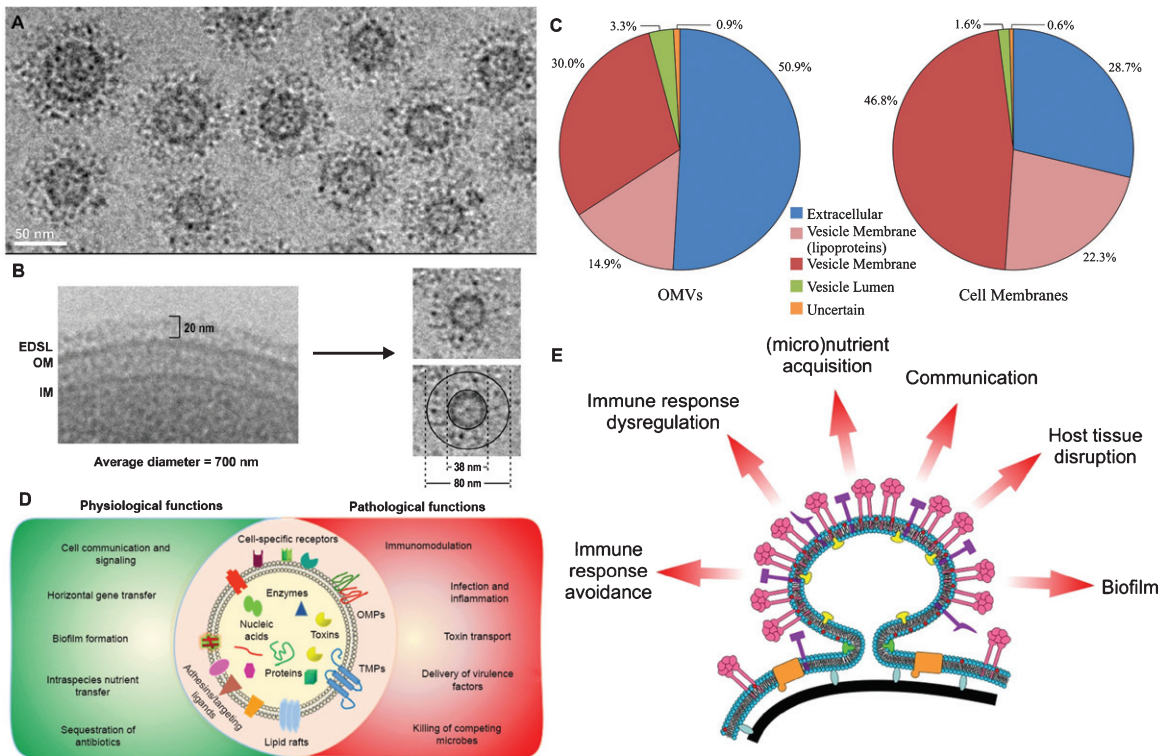 A
50 nm
B
EDSL
OM
IM
20 nm
Average diameter = 700 nm
38 nm
80 nm
C
3.3%
0.9%
30.0%
50.9%
14.9%
OMVs
Extracellular
Vesicle Membrane
(lipoproteins)
Vesicle Membrane
Vesicle Lumen
Uncertain
1.6%
0.6%
28.7%
46.8%
22.3%
Cell Membranes
D
Physiological functions
Pathological functions
Cell communication and
signaling
Horizontal gene transfer
Biofilm formation
Intraspecies nutrient
transfer
Sequestration of
antibiotics
Cell-specific receptors
Enzymes
Nucleic
acids
Toxins
Proteins
OMPs
TMPs
Adhesins/targeting
ligands
Lipid rafts
Immunomodulation
Infection and
inflammation
Toxin transport
Delivery of virulence
factors
Killing of competing
microbes
E
(micro)nutrient
acquisition
Communication
Immune response
dysregulation
Host tissue
disruption
Immune
response
avoidance
Biofilm